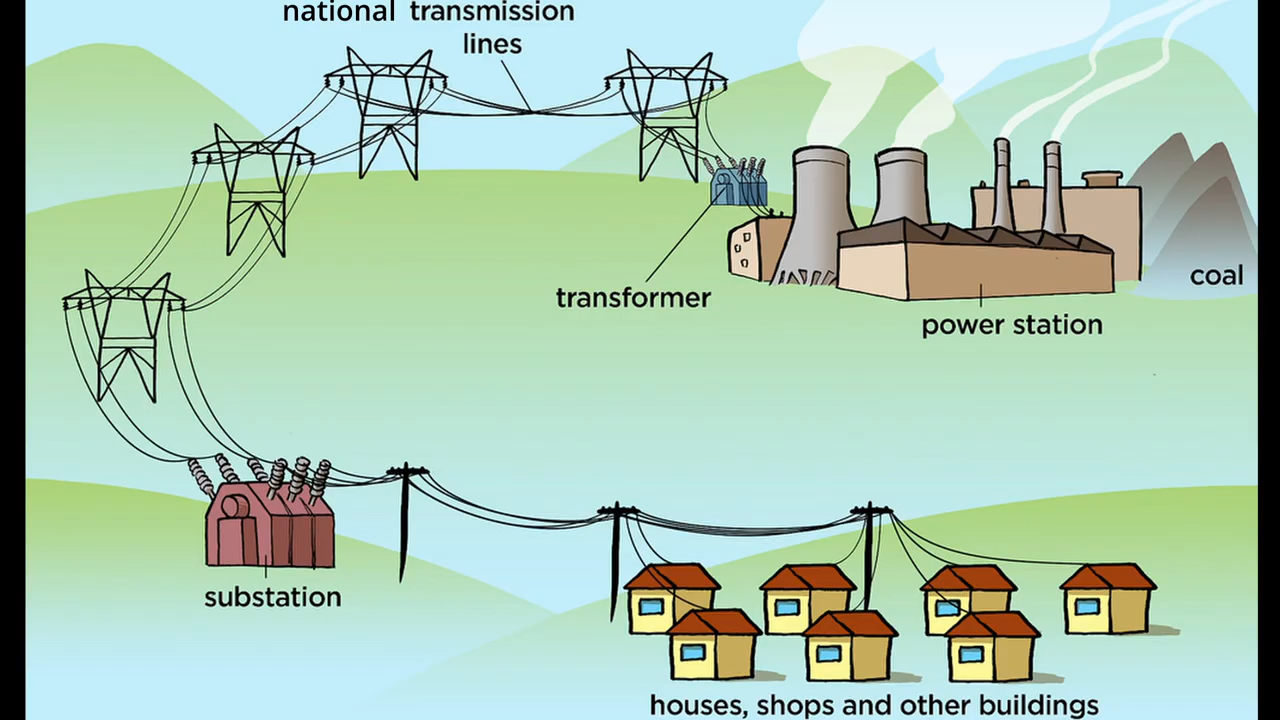 national transmission
lines
coal
transformer
power station
substation
houses, shops and other buildings